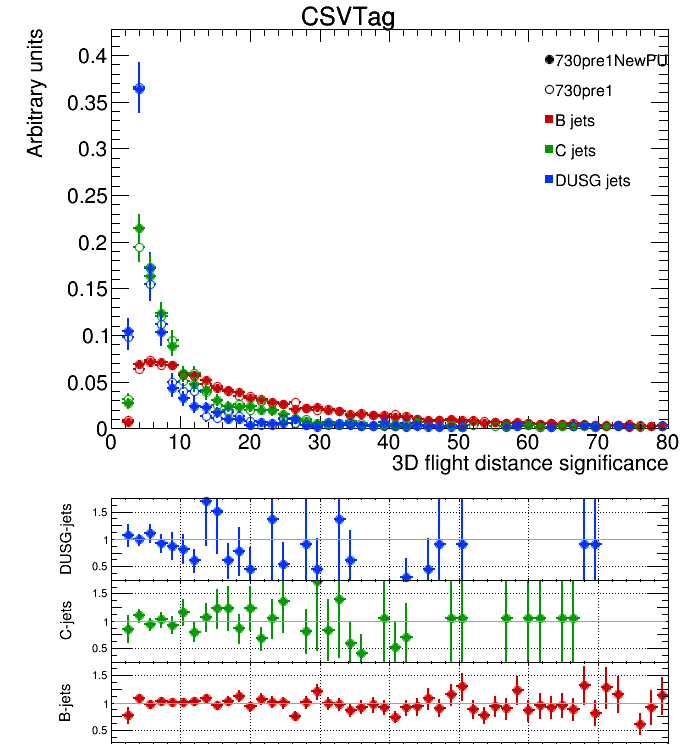 CSVTag
Arbitrary units
0.4
0.35
0.3
0.25
0.2
0.15
0.1
0.05
0
730pre1NewPU
730pre1
B jets
C jets
DUSG jets
0 10 20 30 40 50 60 70 80
3D flight distance significance
DUSG-jets
1.5
1
0.5
C-jets
1.5
1
0.5
B-jets
1.5
1
0.5